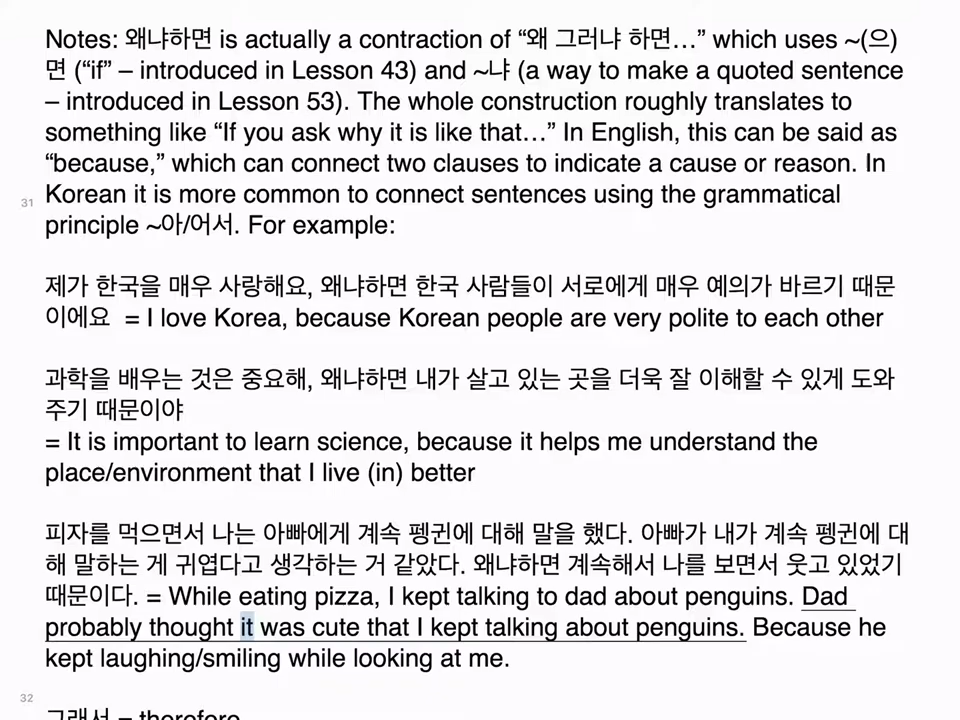 Notes: 왜냐하면 is actually a contraction of “왜 그러냐 하면…” which uses ~(으)
면 (“if” – introduced in Lesson 43) and ~냐 (a way to make a quoted sentence
– introduced in Lesson 53). The whole construction roughly translates to
something like “If you ask why it is like that…” In English, this can be said as
“because,” which can connect two clauses to indicate a cause or reason. In
Korean it is more common to connect sentences using the grammatical
31
principle ~아/어서. For example:
제가 한국을 매우 사랑해요, 왜냐하면 한국 사람들이 서로에게 매우 예의가 바르기 때문
이에요 = I love Korea, because Korean people are very polite to each other
과학을 배우는 것은 중요해, 왜냐하면 내가 살고 있는 곳을 더욱 잘 이해할 수 있게 도와
주기 때문이야
= It is important to learn science, because it helps me understand the
place/environment that I live (in) better
피자를 먹으면서 나는 아빠에게 계속 펭귄에 대해 말을 했다. 아빠가 내가 계속 펭귄에 대
해 말하는 게 귀엽다고 생각하는 거 같았다. 왜냐하면 계속해서 나를 보면서 웃고 있었기
때문이다. = While eating pizza, I kept talking to dad about penguins. Dad
probably thought it was cute that I kept talking about penguins. Because he
kept laughing/smiling while looking at me.
32
그래서 = therefore